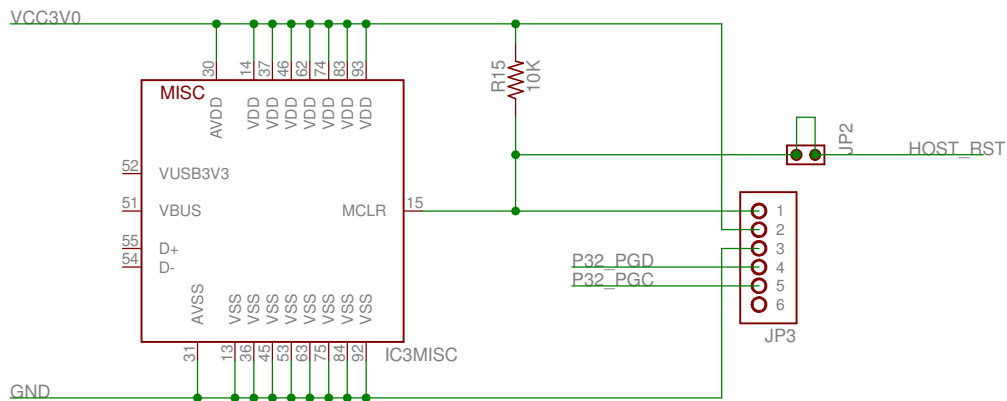 VCC3V0
30 14 37 46 62 74 83 93
MISC
AVDD VDD VDD VDD VDD VDD VDD VDD
R15
10K
JP2
HOST_RST
52 VUSB3V3
51 VBUS
MCLR 15
55 D+
54 D-
1
2
3
P32_PGD 4
P32_PGC 5
6
JP3
AVSS VSS VSS VSS VSS VSS VSS VSS VSS
31 13 36 45 53 63 75 84 92
IC3MISC
GND